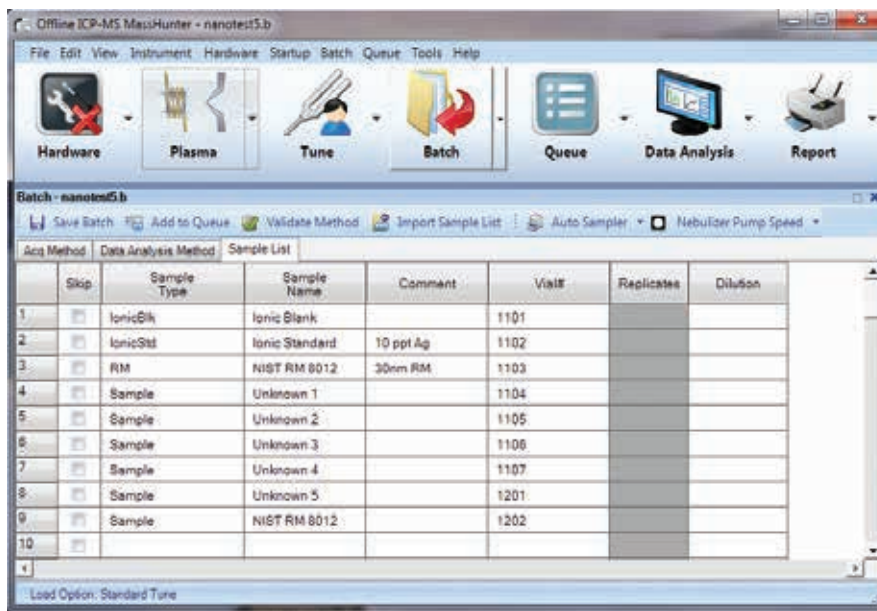 Offline ICP-MS MassHunter - nanotest5.b
File Edit View Instrument Hardware Startup Batch Queue Tools Help
Hardware Plasma Tune Batch Queue Data Analysis Report
Batch - nanotest5.b
Save Batch Add to Queue Validate Method Import Sample List Auto Sampler Nebulizer Pump Speed
Acq Method Data Analysis Method Sample List
Skip Sample Type Sample Name Comment Vial# Replicates Dilution
1 IonicBlk Ionic Blank 1101
2 IonicStd Ionic Standard 10 ppt Ag 1102
3 RM NIST RM 8012 30nm RM 1103
4 Sample Unknown 1 1104
5 Sample Unknown 2 1105
6 Sample Unknown 3 1106
7 Sample Unknown 4 1107
8 Sample Unknown 5 1201
9 Sample NIST RM 8012 1202
10
Load Option: Standard Tune